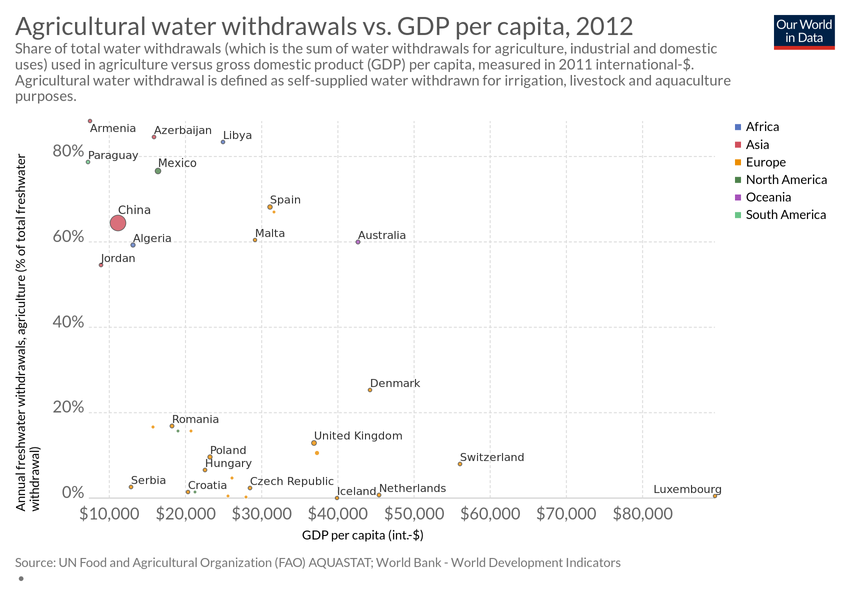 Agricultural water withdrawals vs. GDP per capita, 2012
Our World
in Data
Share of total water withdrawals (which is the sum of water withdrawals for agriculture, industrial and domestic
uses) used in agriculture versus gross domestic product (GDP) per capita, measured in 2011 international-$.
Agricultural water withdrawal is defined as self-supplied water withdrawn for irrigation, livestock and aquaculture
purposes.
Annual freshwater withdrawals, agriculture (% of total freshwater
withdrawal)
80%
60%
40%
20%
0%
Armenia
Azerbaijan
Libya
Paraguay
Mexico
Spain
China
Malta
Australia
Algeria
Jordan
Denmark
Romania
United Kingdom
Poland
Hungary
Switzerland
Serbia
Croatia
Czech Republic
Iceland
Netherlands
Luxembourg
$10,000
$20,000
$30,000
$40,000
$50,000
$60,000
$70,000
$80,000
GDP per capita (int.-$)
Africa
Asia
Europe
North America
Oceania
South America
Source: UN Food and Agricultural Organization (FAO) AQUASTAT; World Bank - World Development Indicators